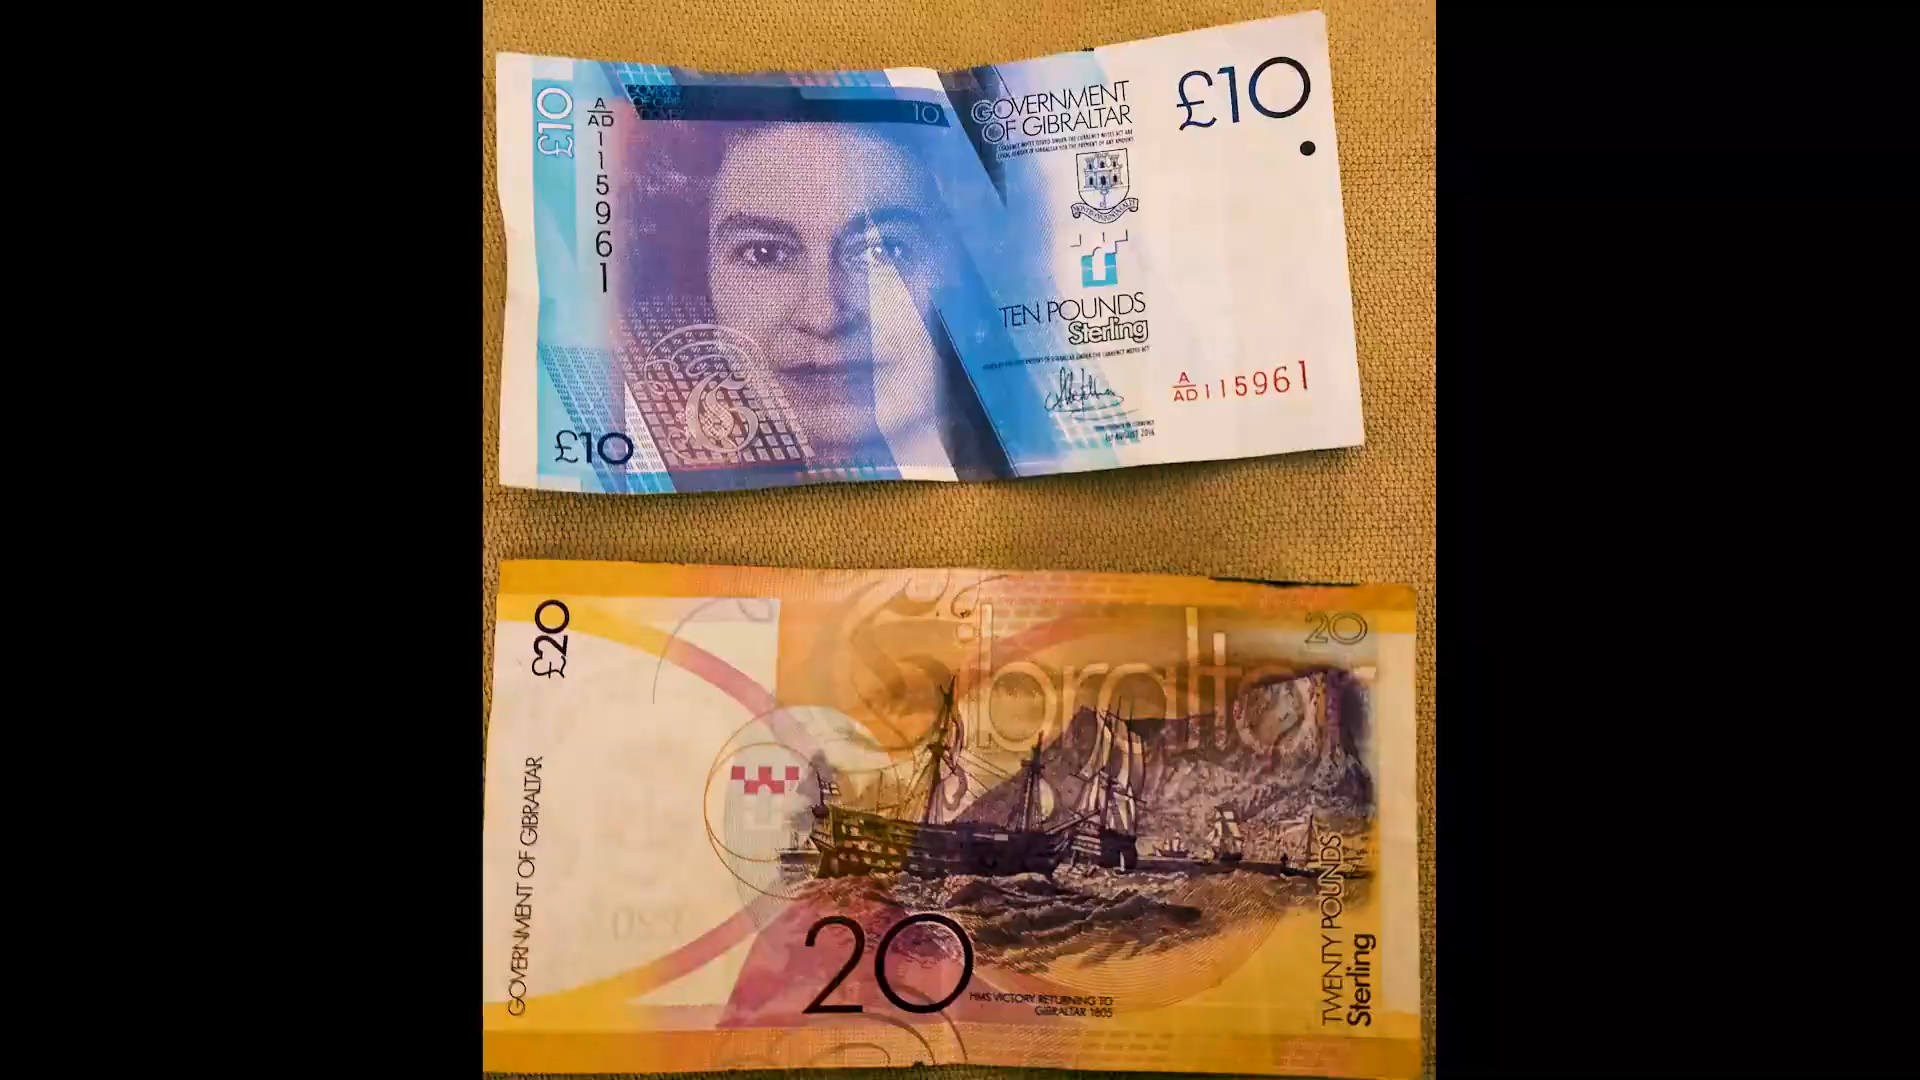 £10
A
AD
115961
10
GOVERNMENT
OF GIBRALTAR
£10
TEN POUNDS
Sterling
A
AD 115961
£10
£20
Gibraltar
20
GOVERNMENT OF GIBRALTAR
20
HMS VICTORY RETURNING TO
GIBRALTAR 1805
TWENTY POUNDS
Sterling